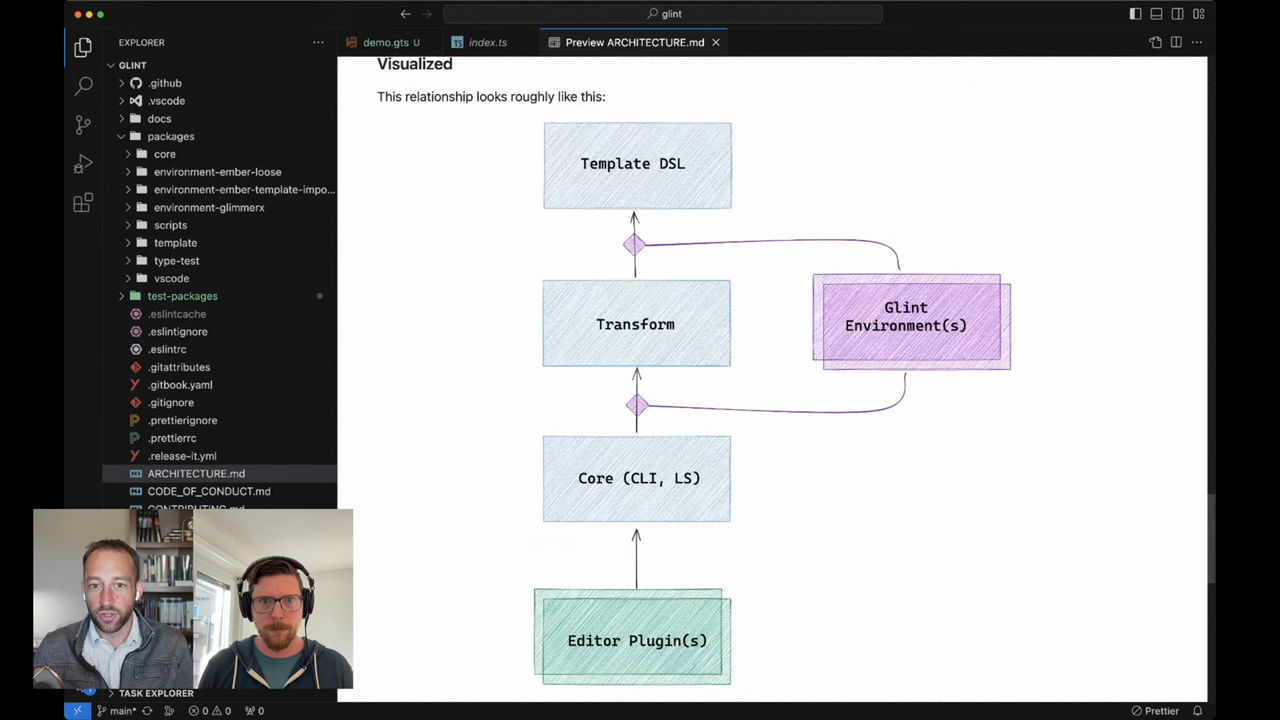 glint
EXPLORER
demo.gts U
index.ts
Preview ARCHITECTURE.md
GLINT
.github
.vscode
docs
packages
core
environment-ember-loose
environment-ember-template-impo...
environment-glimmerx
scripts
template
type-test
vscode
test-packages
.eslintcache
.eslintignore
.eslintrc
.gitattributes
.gitbook.yaml
.gitignore
.prettierignore
.prettierrc
.release-it.yml
ARCHITECTURE.md
CODE_OF_CONDUCT.md
CONTRIBUTING.md
TASK EXPLORER
Visualized
This relationship looks roughly like this:
Template DSL
Transform
Glint
Environment(s)
Core (CLI, LS)
Editor Plugin(s)
main*
0
0
0
Prettier